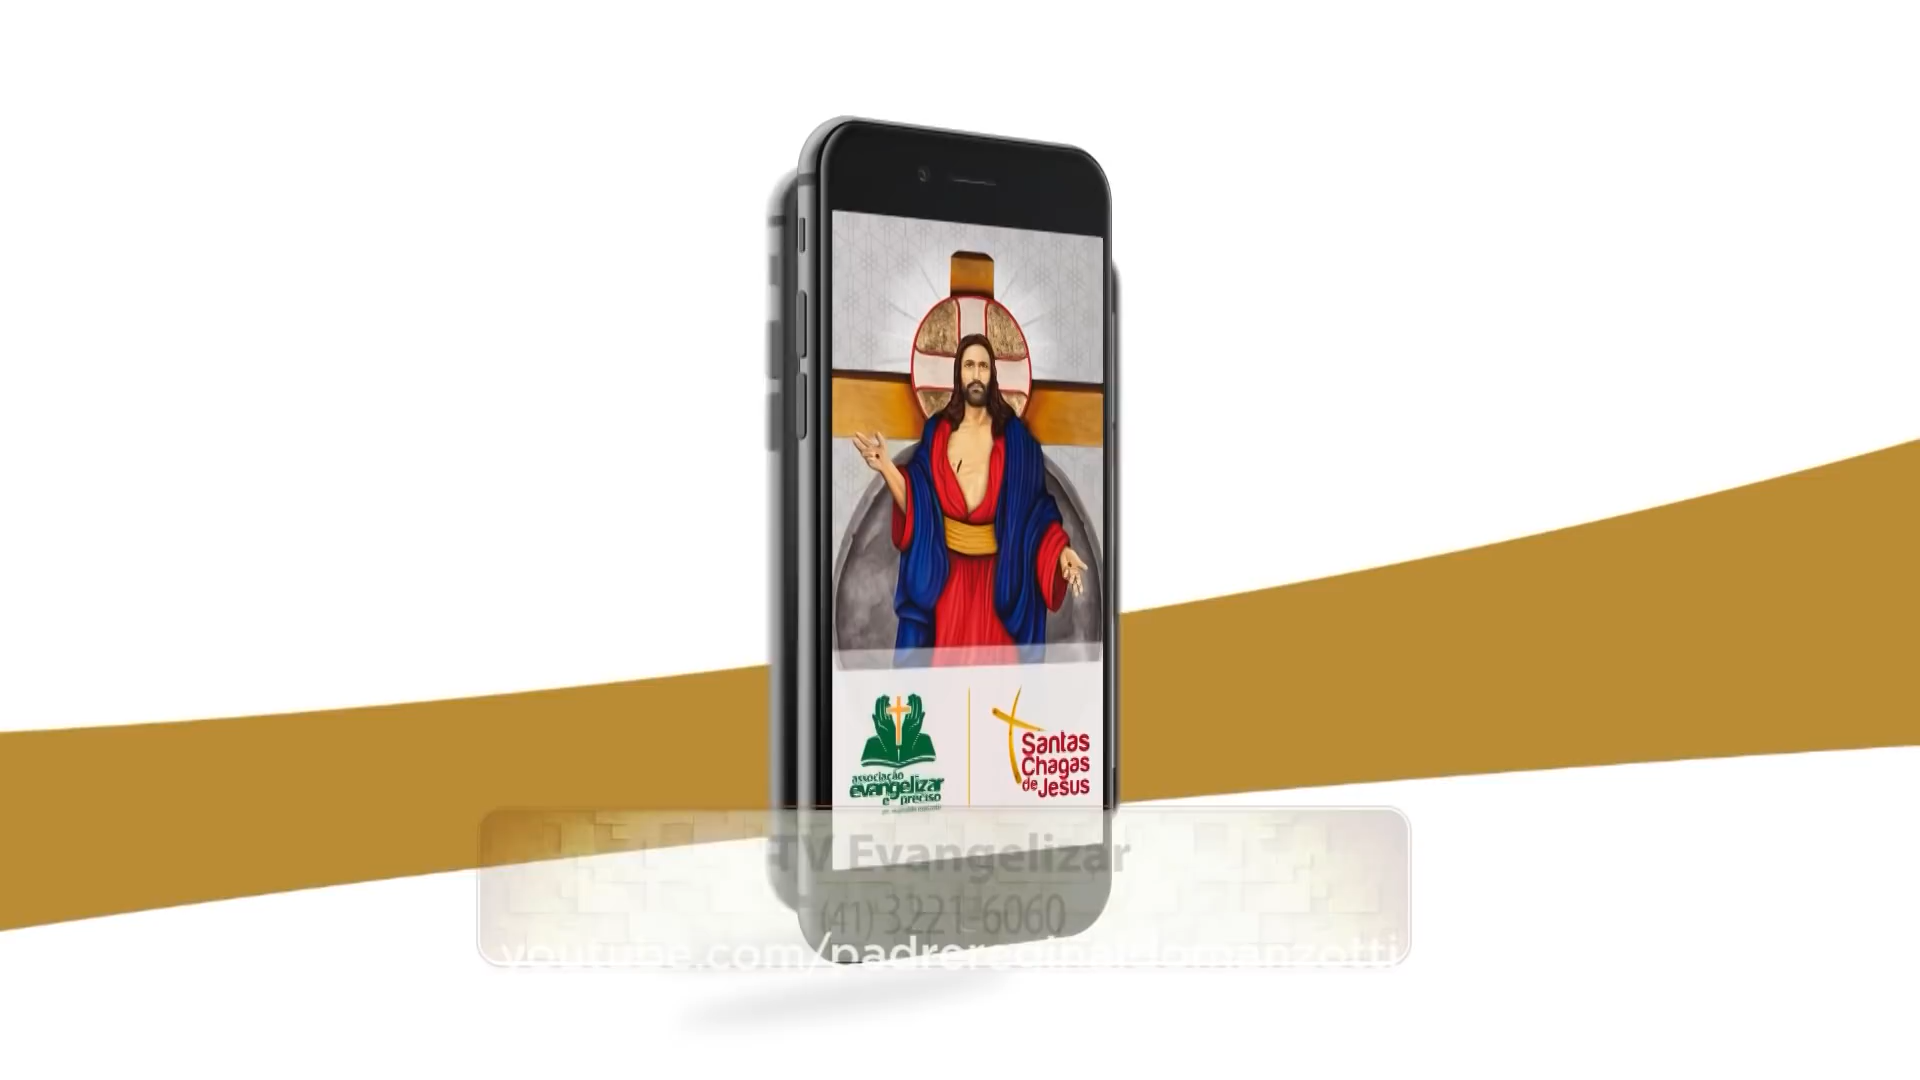 associação
evangelizar
é preciso
Santas
Chagas
de Jesus
TV Evangelizar
(41) 3221-6060
youtube.com/padrereginaldomanzotti